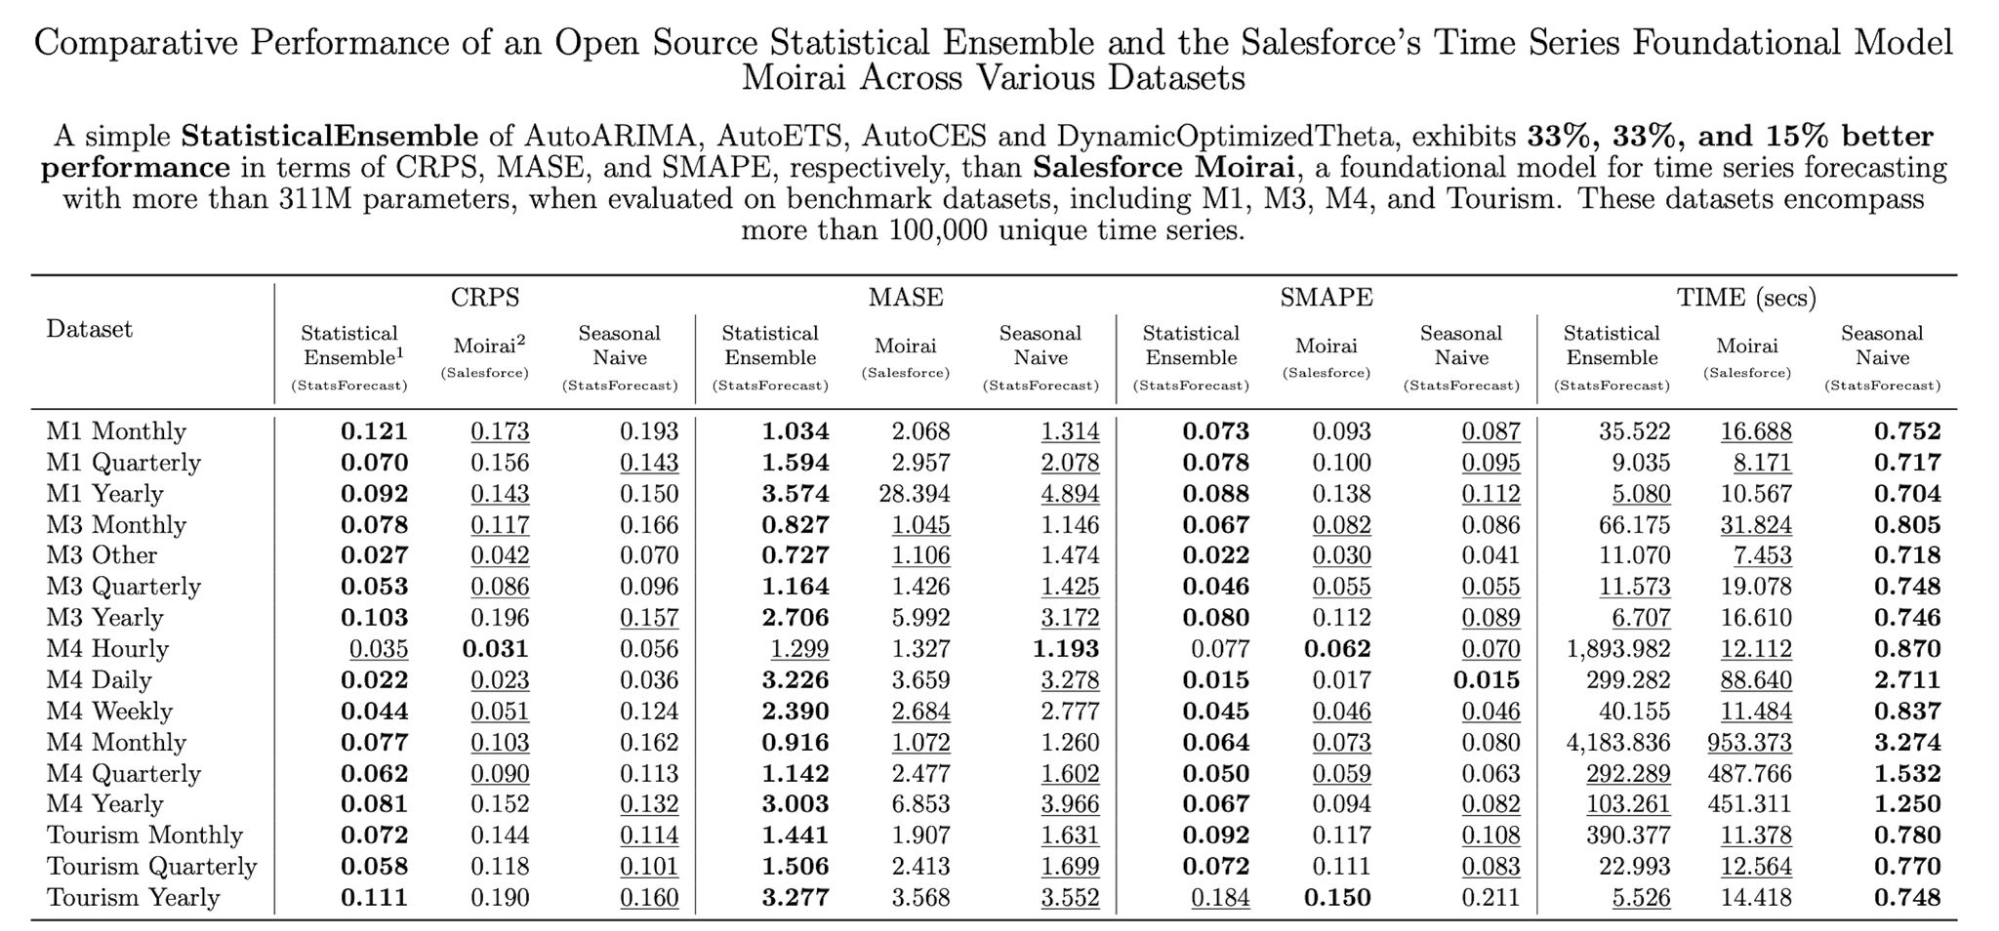 Comparative Performance of an Open Source Statistical Ensemble and the Salesforce's Time Series Foundational Model
Moirai Across Various Datasets
A simple StatisticalEnsemble of AutoARIMA, AutoETS, AutoCES and DynamicOptimizedTheta, exhibits 33%, 33%, and 15% better
performance in terms of CRPS, MASE, and SMAPE, respectively, than Salesforce Moirai, a foundational model for time series forecasting
with more than 311M parameters, when evaluated on benchmark datasets, including M1, M3, M4, and Tourism. These datasets encompass
more than 100,000 unique time series.
CRPS MASE SMAPE TIME (secs)
Dataset
Statistical Seasonal Statistical Seasonal Statistical Seasonal Statistical Seasonal
Ensemble¹ Moirai² Naive Ensemble Moirai Naive Ensemble Moirai Naive Ensemble Moirai Naive
(StatsForecast) (Salesforce) (StatsForecast) (StatsForecast) (Salesforce) (StatsForecast) (StatsForecast) (Salesforce) (StatsForecast) (StatsForecast) (Salesforce) (StatsForecast)
M1 Monthly 0.121 0.173 0.193 1.034 2.068 1.314 0.073 0.093 0.087 35.522 16.688 0.752
M1 Quarterly 0.070 0.156 0.143 1.594 2.957 2.078 0.078 0.100 0.095 9.035 8.171 0.717
M1 Yearly 0.092 0.143 0.150 3.574 28.394 4.894 0.088 0.138 0.112 5.080 10.567 0.704
M3 Monthly 0.078 0.117 0.166 0.827 1.045 1.146 0.067 0.082 0.086 66.175 31.824 0.805
M3 Other 0.027 0.042 0.070 0.727 1.106 1.474 0.022 0.030 0.041 11.070 7.453 0.718
M3 Quarterly 0.053 0.086 0.096 1.164 1.426 1.425 0.046 0.055 0.055 11.573 19.078 0.748
M3 Yearly 0.103 0.196 0.157 2.706 5.992 3.172 0.080 0.112 0.089 6.707 16.610 0.746
M4 Hourly 0.035 0.031 0.056 1.299 1.327 1.193 0.077 0.062 0.070 1,893.982 12.112 0.870
M4 Daily 0.022 0.023 0.036 3.226 3.659 3.278 0.015 0.017 0.015 299.282 88.640 2.711
M4 Weekly 0.044 0.051 0.124 2.390 2.684 2.777 0.045 0.046 0.046 40.155 11.484 0.837
M4 Monthly 0.077 0.103 0.162 0.916 1.072 1.260 0.064 0.073 0.080 4,183.836 953.373 3.274
M4 Quarterly 0.062 0.090 0.113 1.142 2.477 1.602 0.050 0.059 0.063 292.289 487.766 1.532
M4 Yearly 0.081 0.152 0.132 3.003 6.853 3.966 0.067 0.094 0.082 103.261 451.311 1.250
Tourism Monthly 0.072 0.144 0.114 1.441 1.907 1.631 0.092 0.117 0.108 390.377 11.378 0.780
Tourism Quarterly 0.058 0.118 0.101 1.506 2.413 1.699 0.072 0.111 0.083 22.993 12.564 0.770
Tourism Yearly 0.111 0.190 0.160 3.277 3.568 3.552 0.184 0.150 0.211 5.526 14.418 0.748